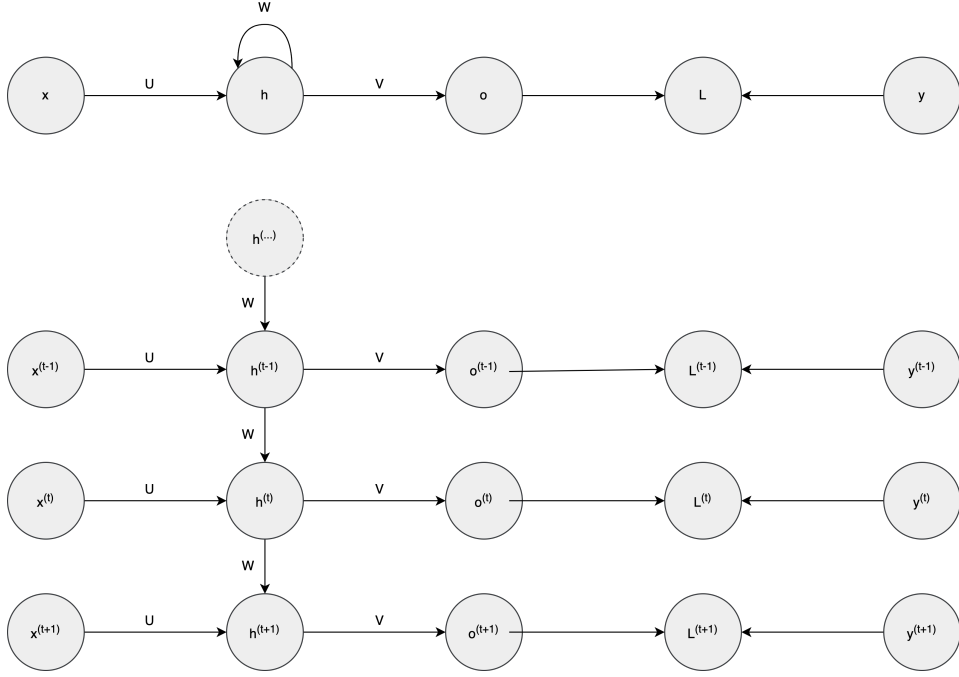 W
x U h V o L y
h(...)
W
x(t-1) U h(t-1) V o(t-1) L(t-1) y(t-1)
W
x(t) U h(t) V o(t) L(t) y(t)
W
x(t+1) U h(t+1) V o(t+1) L(t+1) y(t+1)